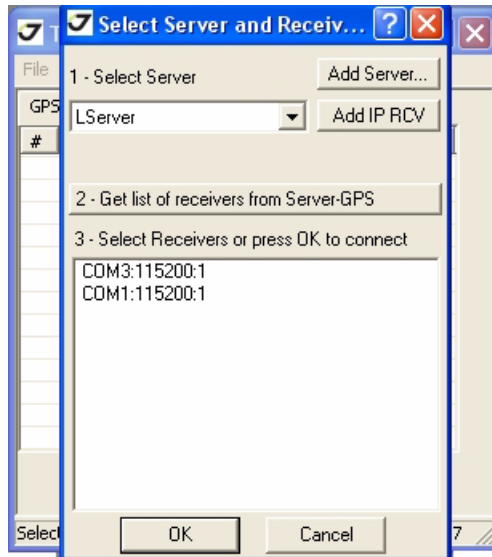 Select Server and Receiv...
File
1 - Select Server
Add Server...
GPS
LServer
Add IP RCV
#
2 - Get list of receivers from Server-GPS
3 - Select Receivers or press OK to connect
COM3:115200:1
COM1:115200:1
OK
Cancel
7